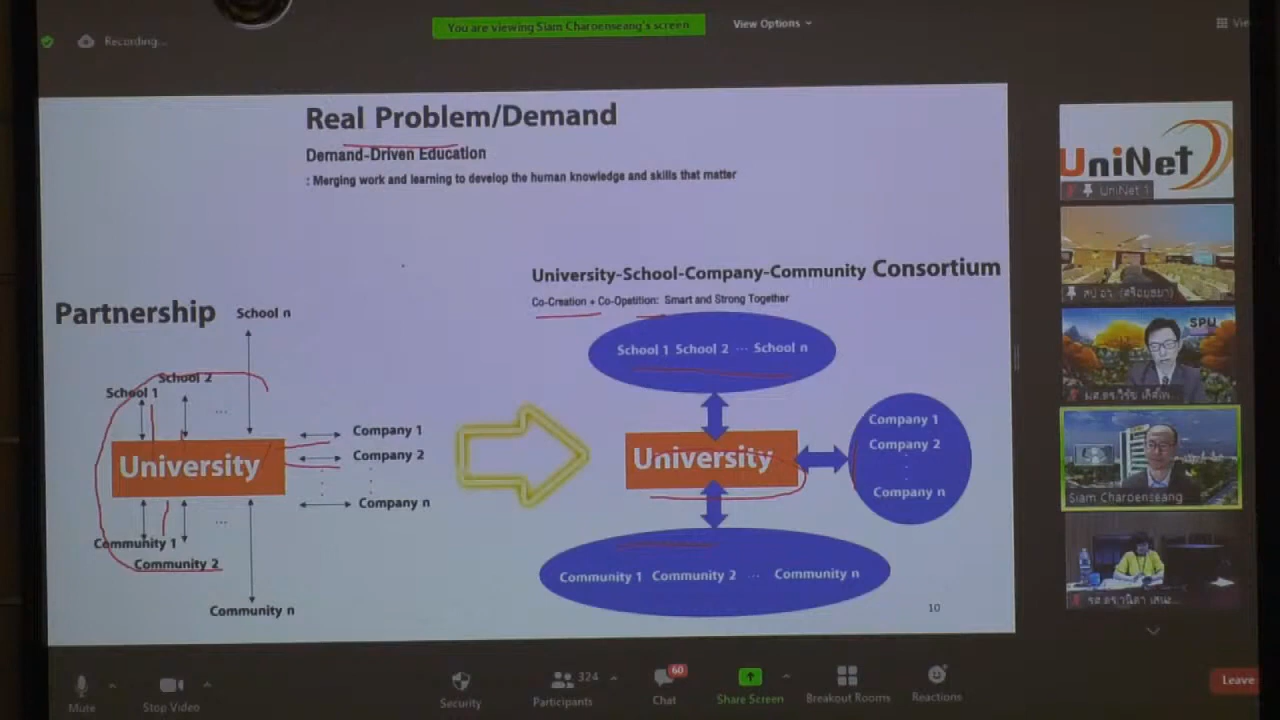 You are viewing Siam Charoenseang's screen
View Options
Recording...
Real Problem/Demand
Demand-Driven Education
: Merging work and learning to develop the human knowledge and skills that matter
University-School-Company-Community Consortium
Co-Creation + Co-Opetition: Smart and Strong Together
Partnership
School n
School 2
School 1
...
University
Company 1
Company 2
Company n
...
Community 1
Community 2
Community n
School 1 School 2 ... School n
University
Company 1
Company 2
Company n
Community 1 Community 2 ... Community n
10
UniNet
UniNet 1
SPU
Siam Charoenseang
Mute
Stop Video
Security
324
Participants
60
Chat
Share Screen
Breakout Rooms
Reactions
Leave